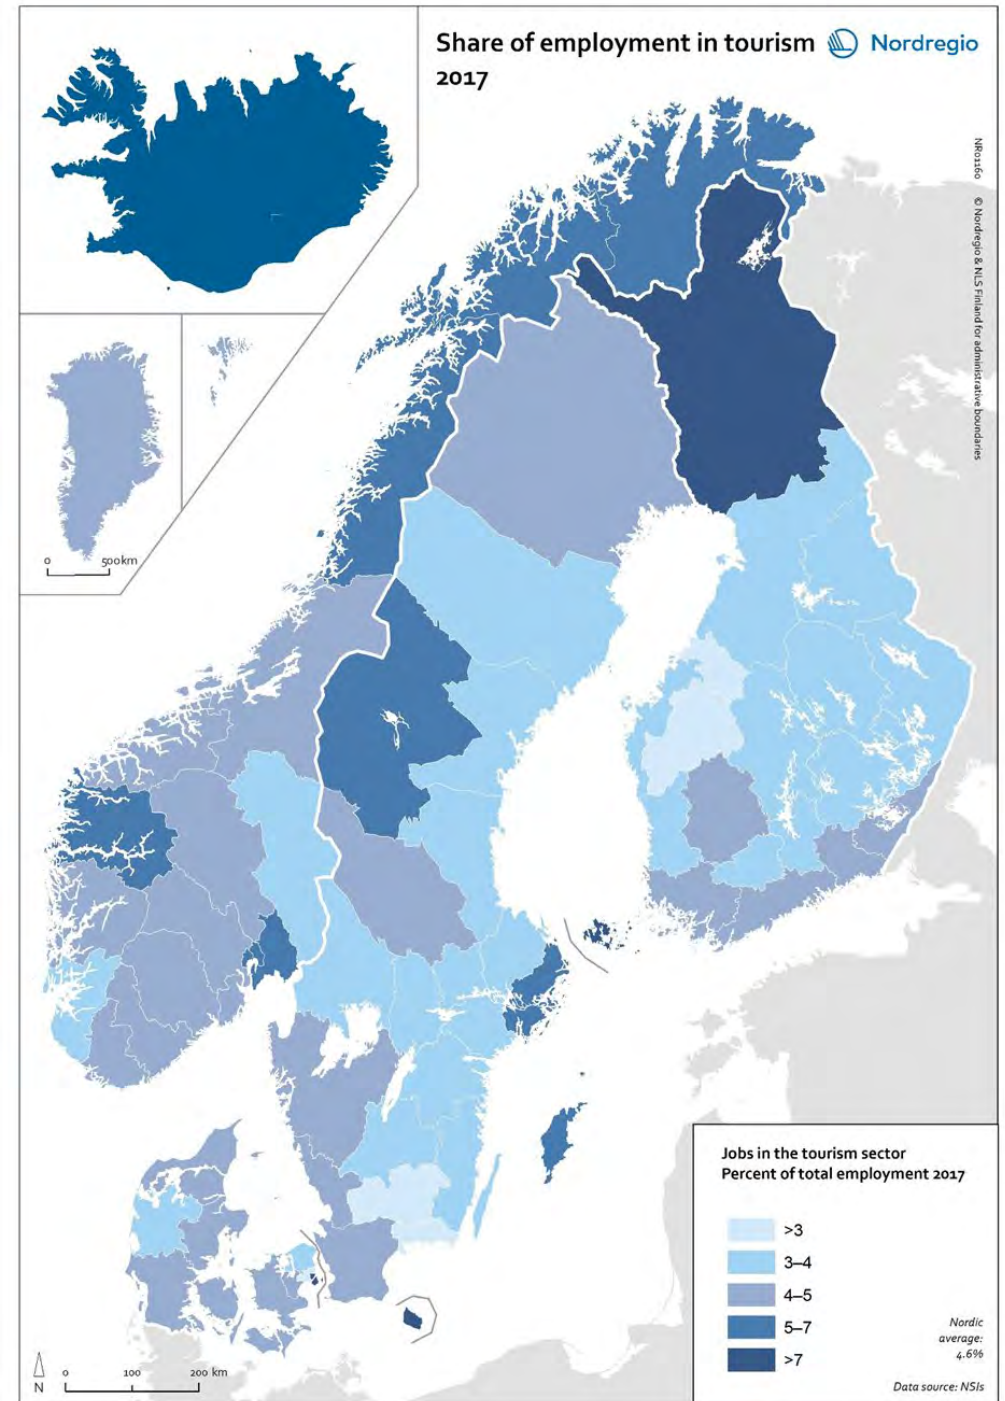 Share of employment in tourism
2017
Nordregio
NR01160 © Nordregio & NLS Finland for administrative boundaries
0 500km
Jobs in the tourism sector
Percent of total employment 2017
>3
3–4
4–5
5–7
>7
Nordic
average:
4.6%
Data source: NSIs
N
0 100 200 km